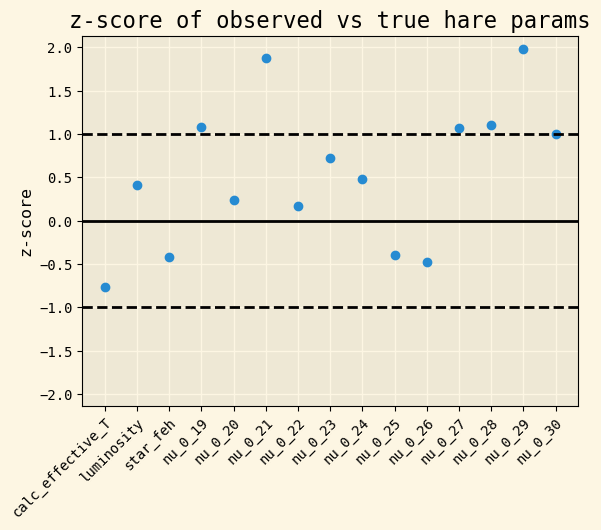 z-score of observed vs true hare params
z-score
2.0
1.5
1.0
0.5
0.0
−0.5
−1.0
−1.5
−2.0
calc_effective_T
luminosity
star_feh
nu_0_19
nu_0_20
nu_0_21
nu_0_22
nu_0_23
nu_0_24
nu_0_25
nu_0_26
nu_0_27
nu_0_28
nu_0_29
nu_0_30